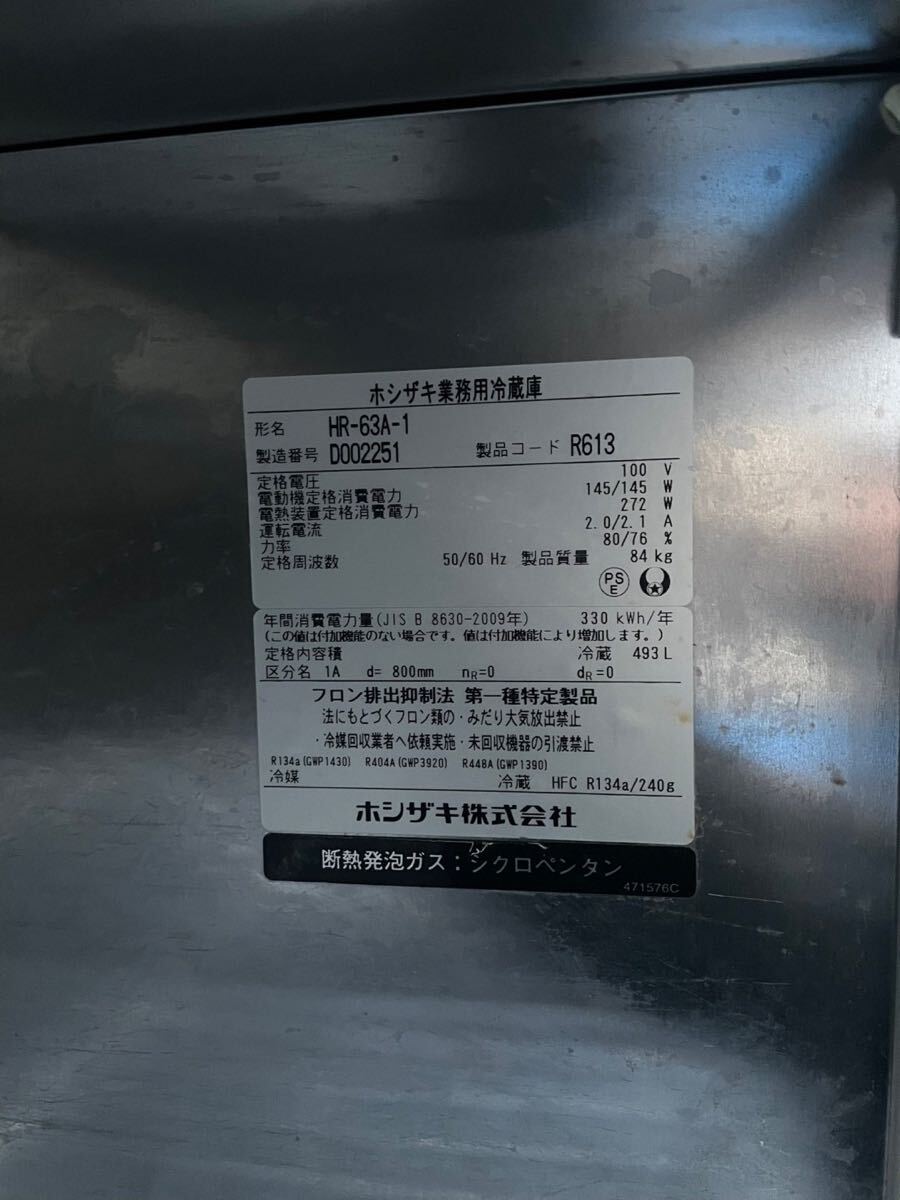 ホシザキ業務用冷蔵庫
形名 HR-63A-1
製造番号 D002251 製品コード R613
定格電圧 100 V
電動機定格消費電力 145/145 W
電熱装置定格消費電力 272 W
運転電流 2.0/2.1 A
力率 80/76 %
定格周波数 50/60 Hz 製品質量 84 kg
PS E
年間消費電力量(JIS B 8630-2009年) 330 kWh/年
(この値は付加機能のない場合です。値は付加機能により増加します。)
定格内容積 冷蔵 493 L
区分名 1A d= 800mm nR=0 dR=0
フロン排出抑制法 第一種特定製品
法にもとづくフロン類の・みだり大気放出禁止
・冷媒回収業者へ依頼実施・未回収機器の引渡禁止
R134a(GWP1430) R404A(GWP3920) R448A(GWP1390)
冷媒 冷蔵 HFC R134a/240g
ホシザキ株式会社
断熱発泡ガス:シクロペンタン
471576C